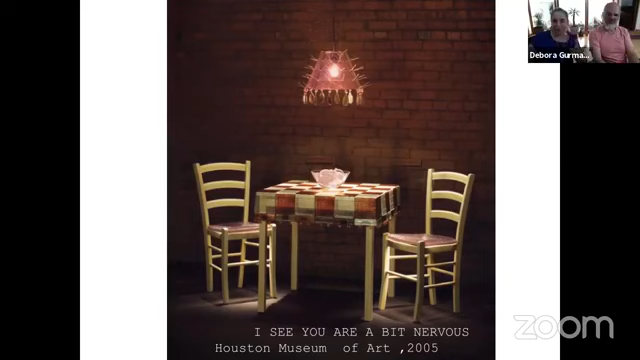 Debora Gurma...
I SEE YOU ARE A BIT NERVOUS
Houston Museum of Art ,2005
zoom